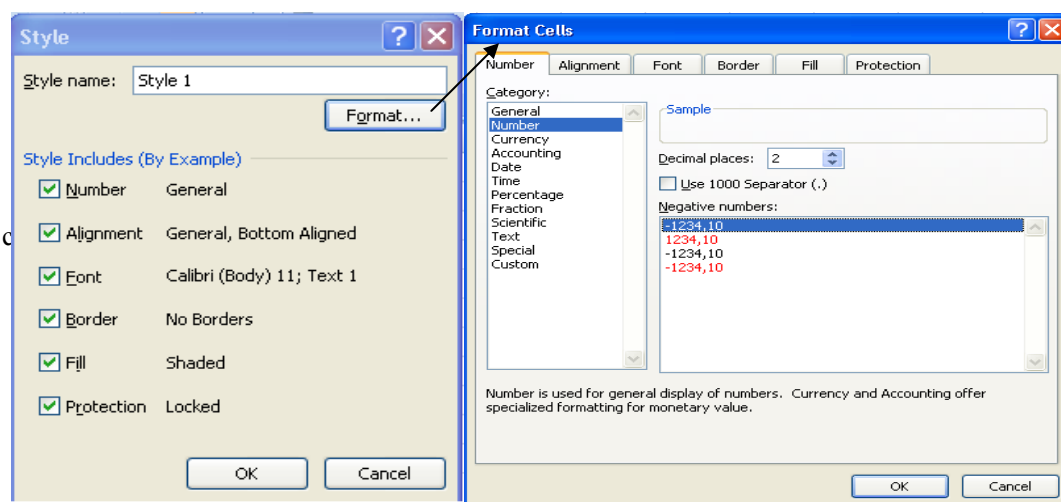 Style
Style name: Style 1
Format...
Style Includes (By Example)
Number General
Alignment General, Bottom Aligned
Font Calibri (Body) 11; Text 1
Border No Borders
Fill Shaded
Protection Locked
OK Cancel
c
Format Cells
Number Alignment Font Border Fill Protection
Category:
General
Number
Currency
Accounting
Date
Time
Percentage
Fraction
Scientific
Text
Special
Custom
Sample
Decimal places: 2
Use 1000 Separator (.)
Negative numbers:
-1234,10
1234,10
-1234,10
-1234,10
Number is used for general display of numbers. Currency and Accounting offer
specialized formatting for monetary value.
OK Cancel